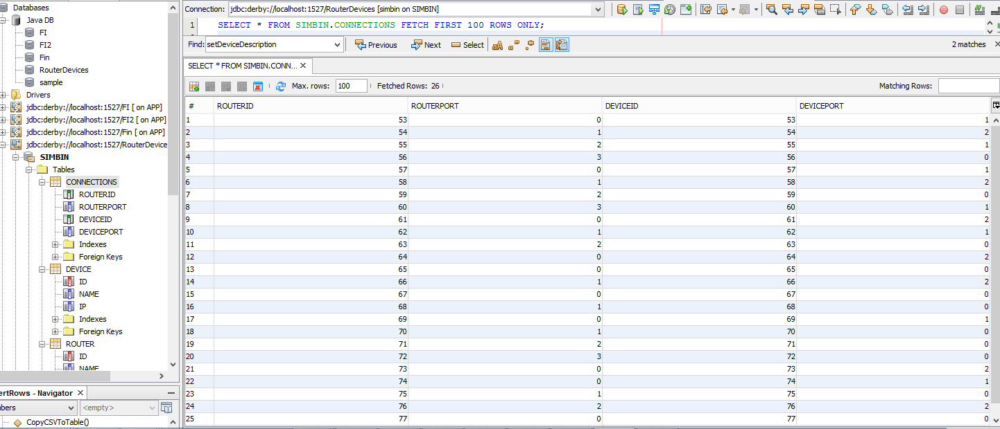 Databases
Java DB
FI
FI2
Fin
RouterDevices
sample
Drivers
jdbc:derby://localhost:1527/FI [ on APP]
jdbc:derby://localhost:1527/FI2 [ on APP]
jdbc:derby://localhost:1527/Fin [ on APP]
jdbc:derby://localhost:1527/RouterDevice
SIMBIN
Tables
CONNECTIONS
ROUTERID
ROUTERPORT
DEVICEID
DEVICEPORT
Indexes
Foreign Keys
DEVICE
ID
NAME
IP
Indexes
Foreign Keys
ROUTER
ID
NAME
ertRows - Navigator
bers <empty>
CopyCSVToTable()
Connection: jdbc:derby://localhost:1527/RouterDevices [simbin on SIMBIN]
1 SELECT * FROM SIMBIN.CONNECTIONS FETCH FIRST 100 ROWS ONLY;
Find: setDeviceDescription Previous Next Select aA 2 matches
SELECT * FROM SIMBIN.CONN...
Max. rows: 100 Fetched Rows: 26 Matching Rows:
# ROUTERID ROUTERPORT DEVICEID DEVICEPORT
1 53 0 53 1
2 54 1 54 2
3 55 2 55 1
4 56 3 56 0
5 57 0 57 1
6 58 1 58 2
7 59 2 59 0
8 60 3 60 1
9 61 0 61 2
10 62 1 62 1
11 63 2 63 0
12 64 0 64 2
13 65 0 65 0
14 66 1 66 2
15 67 0 67 0
16 68 1 68 0
17 69 0 69 1
18 70 1 70 0
19 71 2 71 0
20 72 3 72 0
21 73 0 73 2
22 74 0 74 1
23 75 1 75 0
24 76 2 76 2
25 77 0 77 0